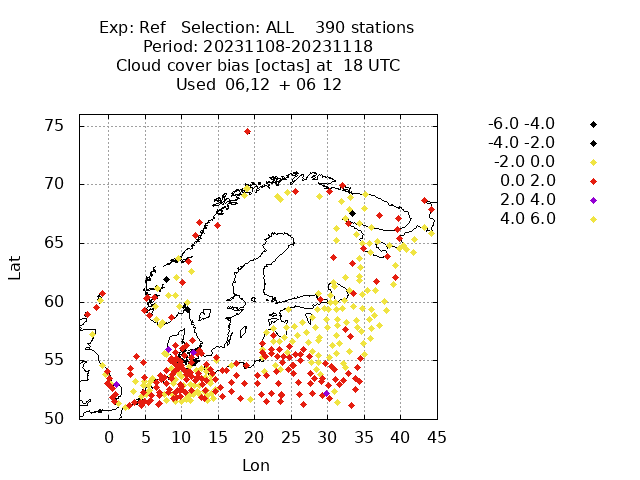 Exp: Ref Selection: ALL 390 stations
Period: 20231108-20231118
Cloud cover bias [octas] at 18 UTC
Used 06,12 + 06 12
75
70
65
60
55
50
0 5 10 15 20 25 30 35 40 45
Lat
Lon
-6.0 -4.0
-4.0 -2.0
-2.0 0.0
0.0 2.0
2.0 4.0
4.0 6.0